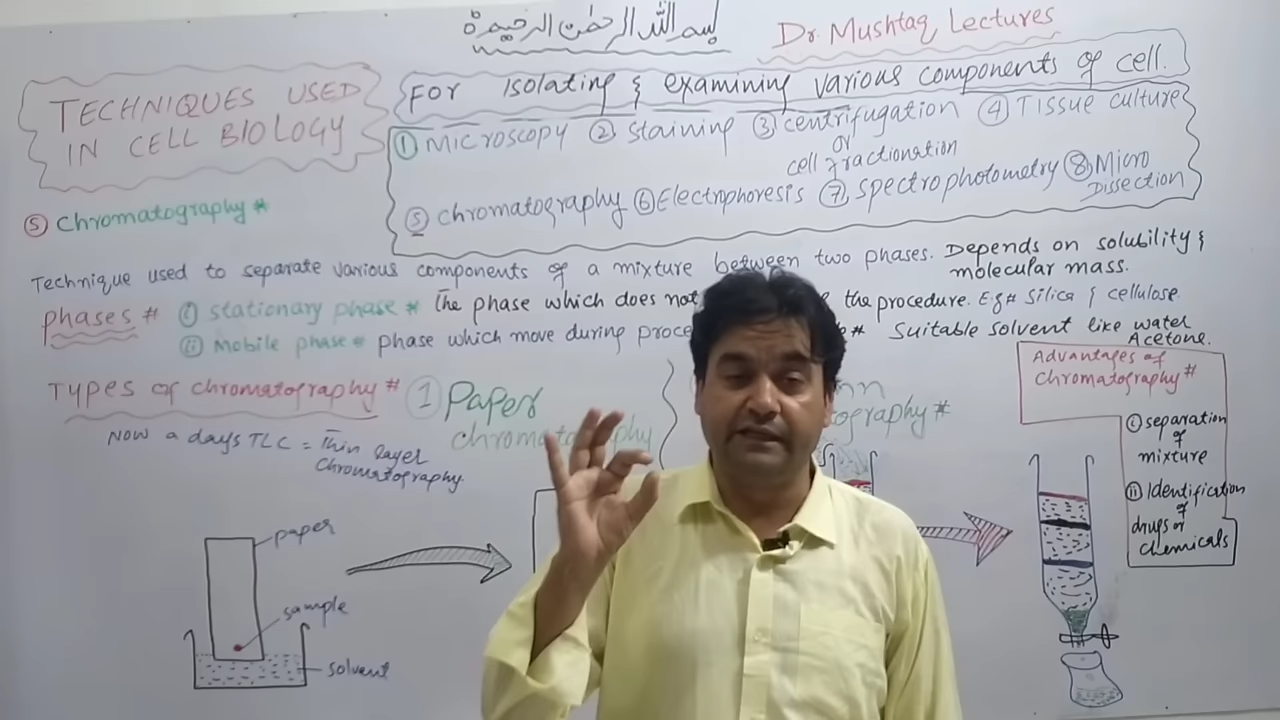 بسم الله الرحمٰن الرحيم
Dr. Mushtaq Lectures
TECHNIQUES USED
IN CELL BIOLOGY
FOR Isolating & examining various components of cell.
① Microscopy ② Staining ③ centrifugation ④ Tissue culture
or
cell fractionation
⑤ chromatography ⑥ Electrophoresis ⑦ spectrophotometry ⑧ Micro
Dissection
⑤ Chromatography *
Technique used to separate various components of a mixture between two phases. Depends on solubility &
molecular mass.
phases # ⓘ stationary phase * The phase which does not the procedure. E.g# Silica & cellulose.
ⓘⓘ Mobile phase # phase which move during # Suitable solvent like water
Acetone.
Types of chromatography #
Now a days TLC = Thin layer
Chromatography.
① Paper
chromatography
paper
sample
solvent
Advantages of
Chromatography #
ⓘ separation
of
mixture
ⓘⓘ Identification
of
drugs or
chemicals